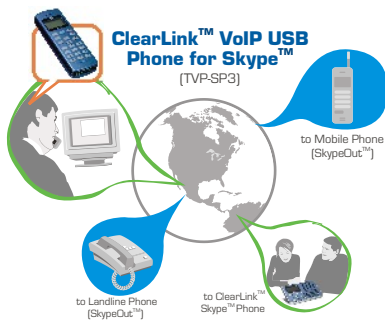 ClearLink™ VoIP USB
Phone for Skype™
(TVP-SP3)
to Mobile Phone
(SkypeOut™)
to Landline Phone
(SkypeOut™)
to ClearLink™
Skype™ Phone